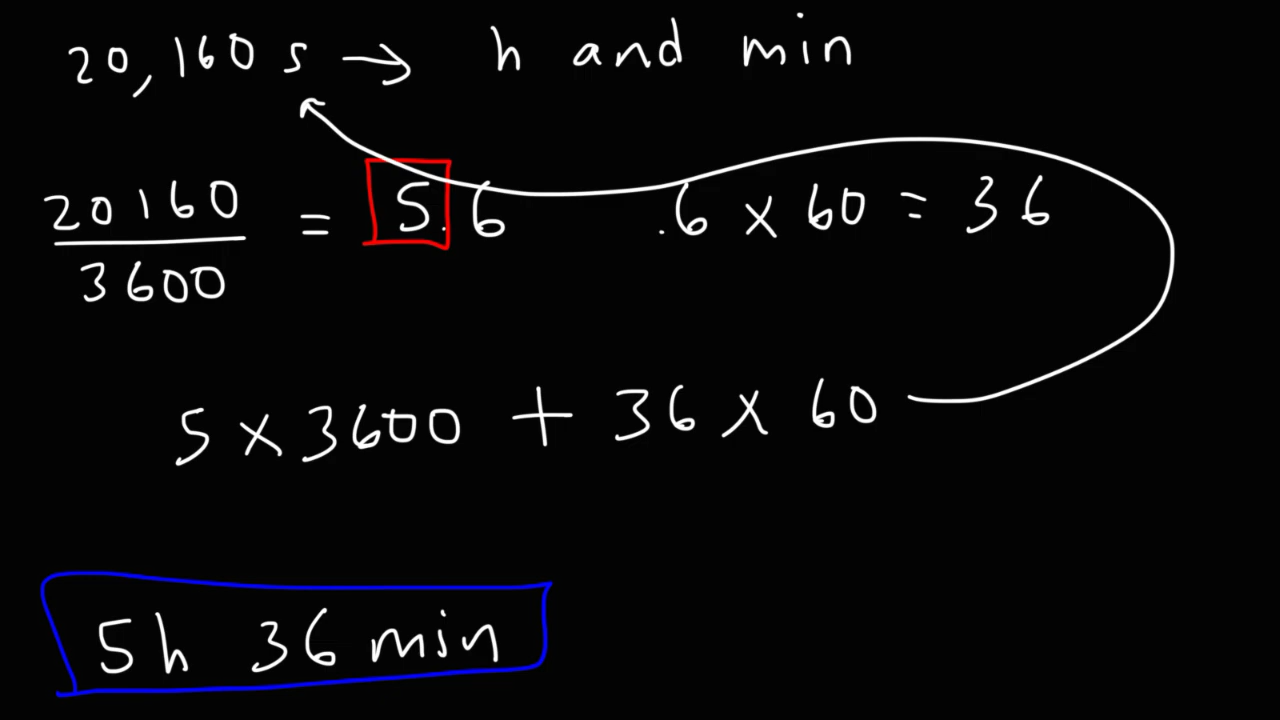 20,160 s → h and min
20160/3600 = 5.6 .6 x 60 = 36
5 x 3600 + 36 x 60
5h 36 min